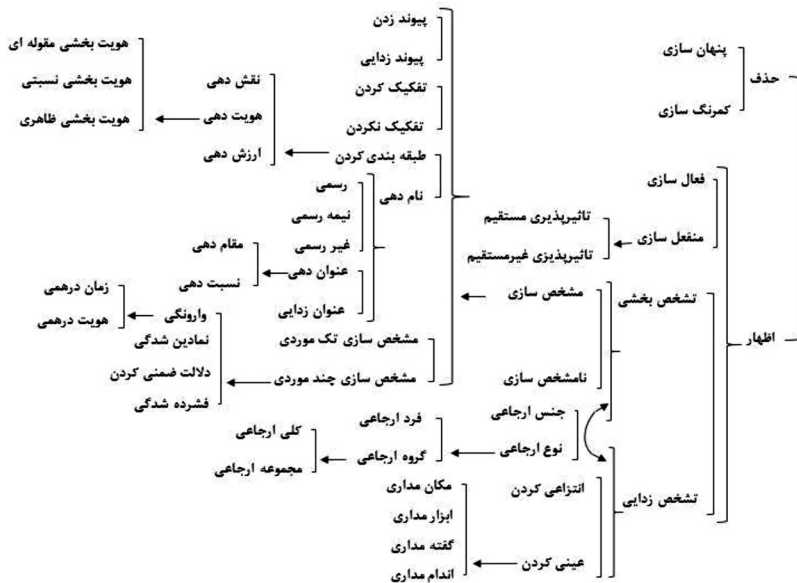 حذف
پنهان سازی
کمرنگ سازی
اظهار
فعال سازی
منفعل سازی
تاثیرپذیری مستقیم
تاثیرپذیزی غیرمستقیم
تشخص بخشی
مشخص سازی
پیوند زدن
پیوند زدایی
تفکیک کردن
تفکیک نکردن
طبقه بندی کردن
نقش دهی
هویت دهی
هویت بخشی مقوله ای
هویت بخشی نسبتی
هویت بخشی ظاهری
ارزش دهی
نام دهی
رسمی
نیمه رسمی
غیر رسمی
عنوان دهی
مقام دهی
نسبت دهی
عنوان زدایی
مشخص سازی تک موردی
مشخص سازی چند موردی
وارونگی
زمان درهمی
هویت درهمی
نمادین شدگی
دلالت ضمنی کردن
فشرده شدگی
نامشخص سازی
جنس ارجاعی
نوع ارجاعی
فرد ارجاعی
گروه ارجاعی
کلی ارجاعی
مجموعه ارجاعی
تشخص زدایی
انتزاعی کردن
عینی کردن
مکان مداری
ابزار مداری
گفته مداری
اندام مداری